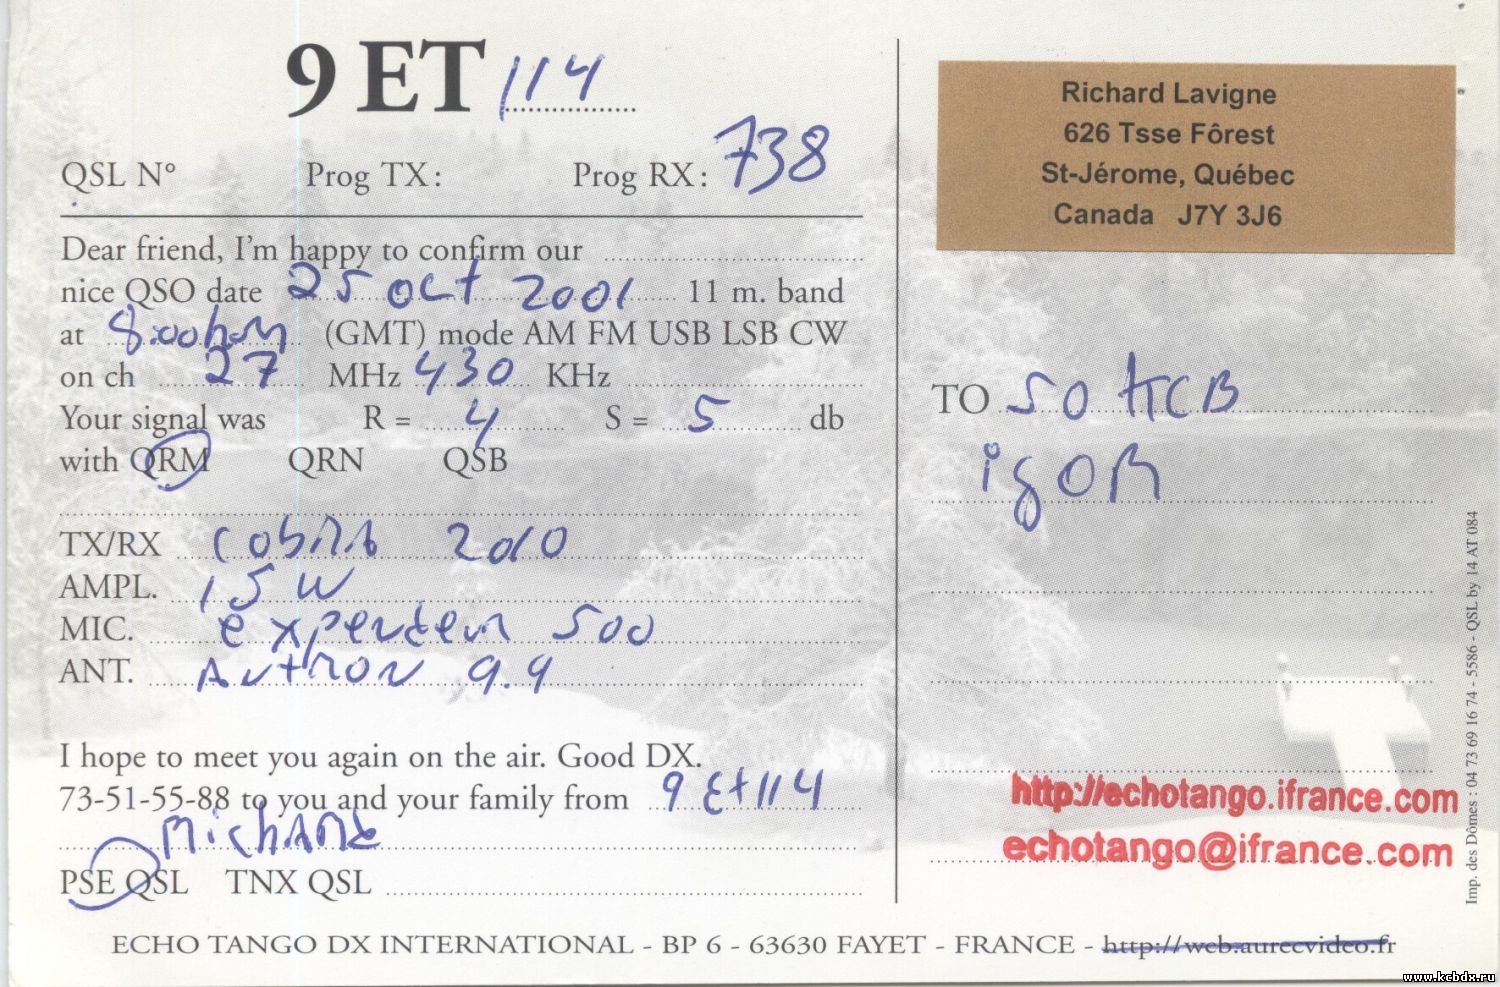 9 ET 114
QSL N° Prog TX: Prog RX: 738
Dear friend, I'm happy to confirm our
nice QSO date 25 oct 2001 11 m. band
at 8:00 (GMT) mode AM FM USB LSB CW
on ch 27 MHz 430 KHz
Your signal was R = 4 S = 5 db
with QRM QRN QSB
TX/RX cobra 2010
AMPL. 15 W
MIC. expender 500
ANT. Antron 9.9
I hope to meet you again on the air. Good DX.
73-51-55-88 to you and your family from 9 Et 114
Richard
PSE QSL TNX QSL
ECHO TANGO DX INTERNATIONAL - BP 6 - 63630 FAYET - FRANCE - http://web.aurecvideo.fr
Richard Lavigne
626 Tsse Fôrest
St-Jérome, Québec
Canada J7Y 3J6
TO 50 KCB
igor
http://echotango.ifrance.com
echotango@ifrance.com
Imp. des Dômes : 04 73 69 16 74 - 5586 - QSL by 14 AT 084
www.kcbdx.ru